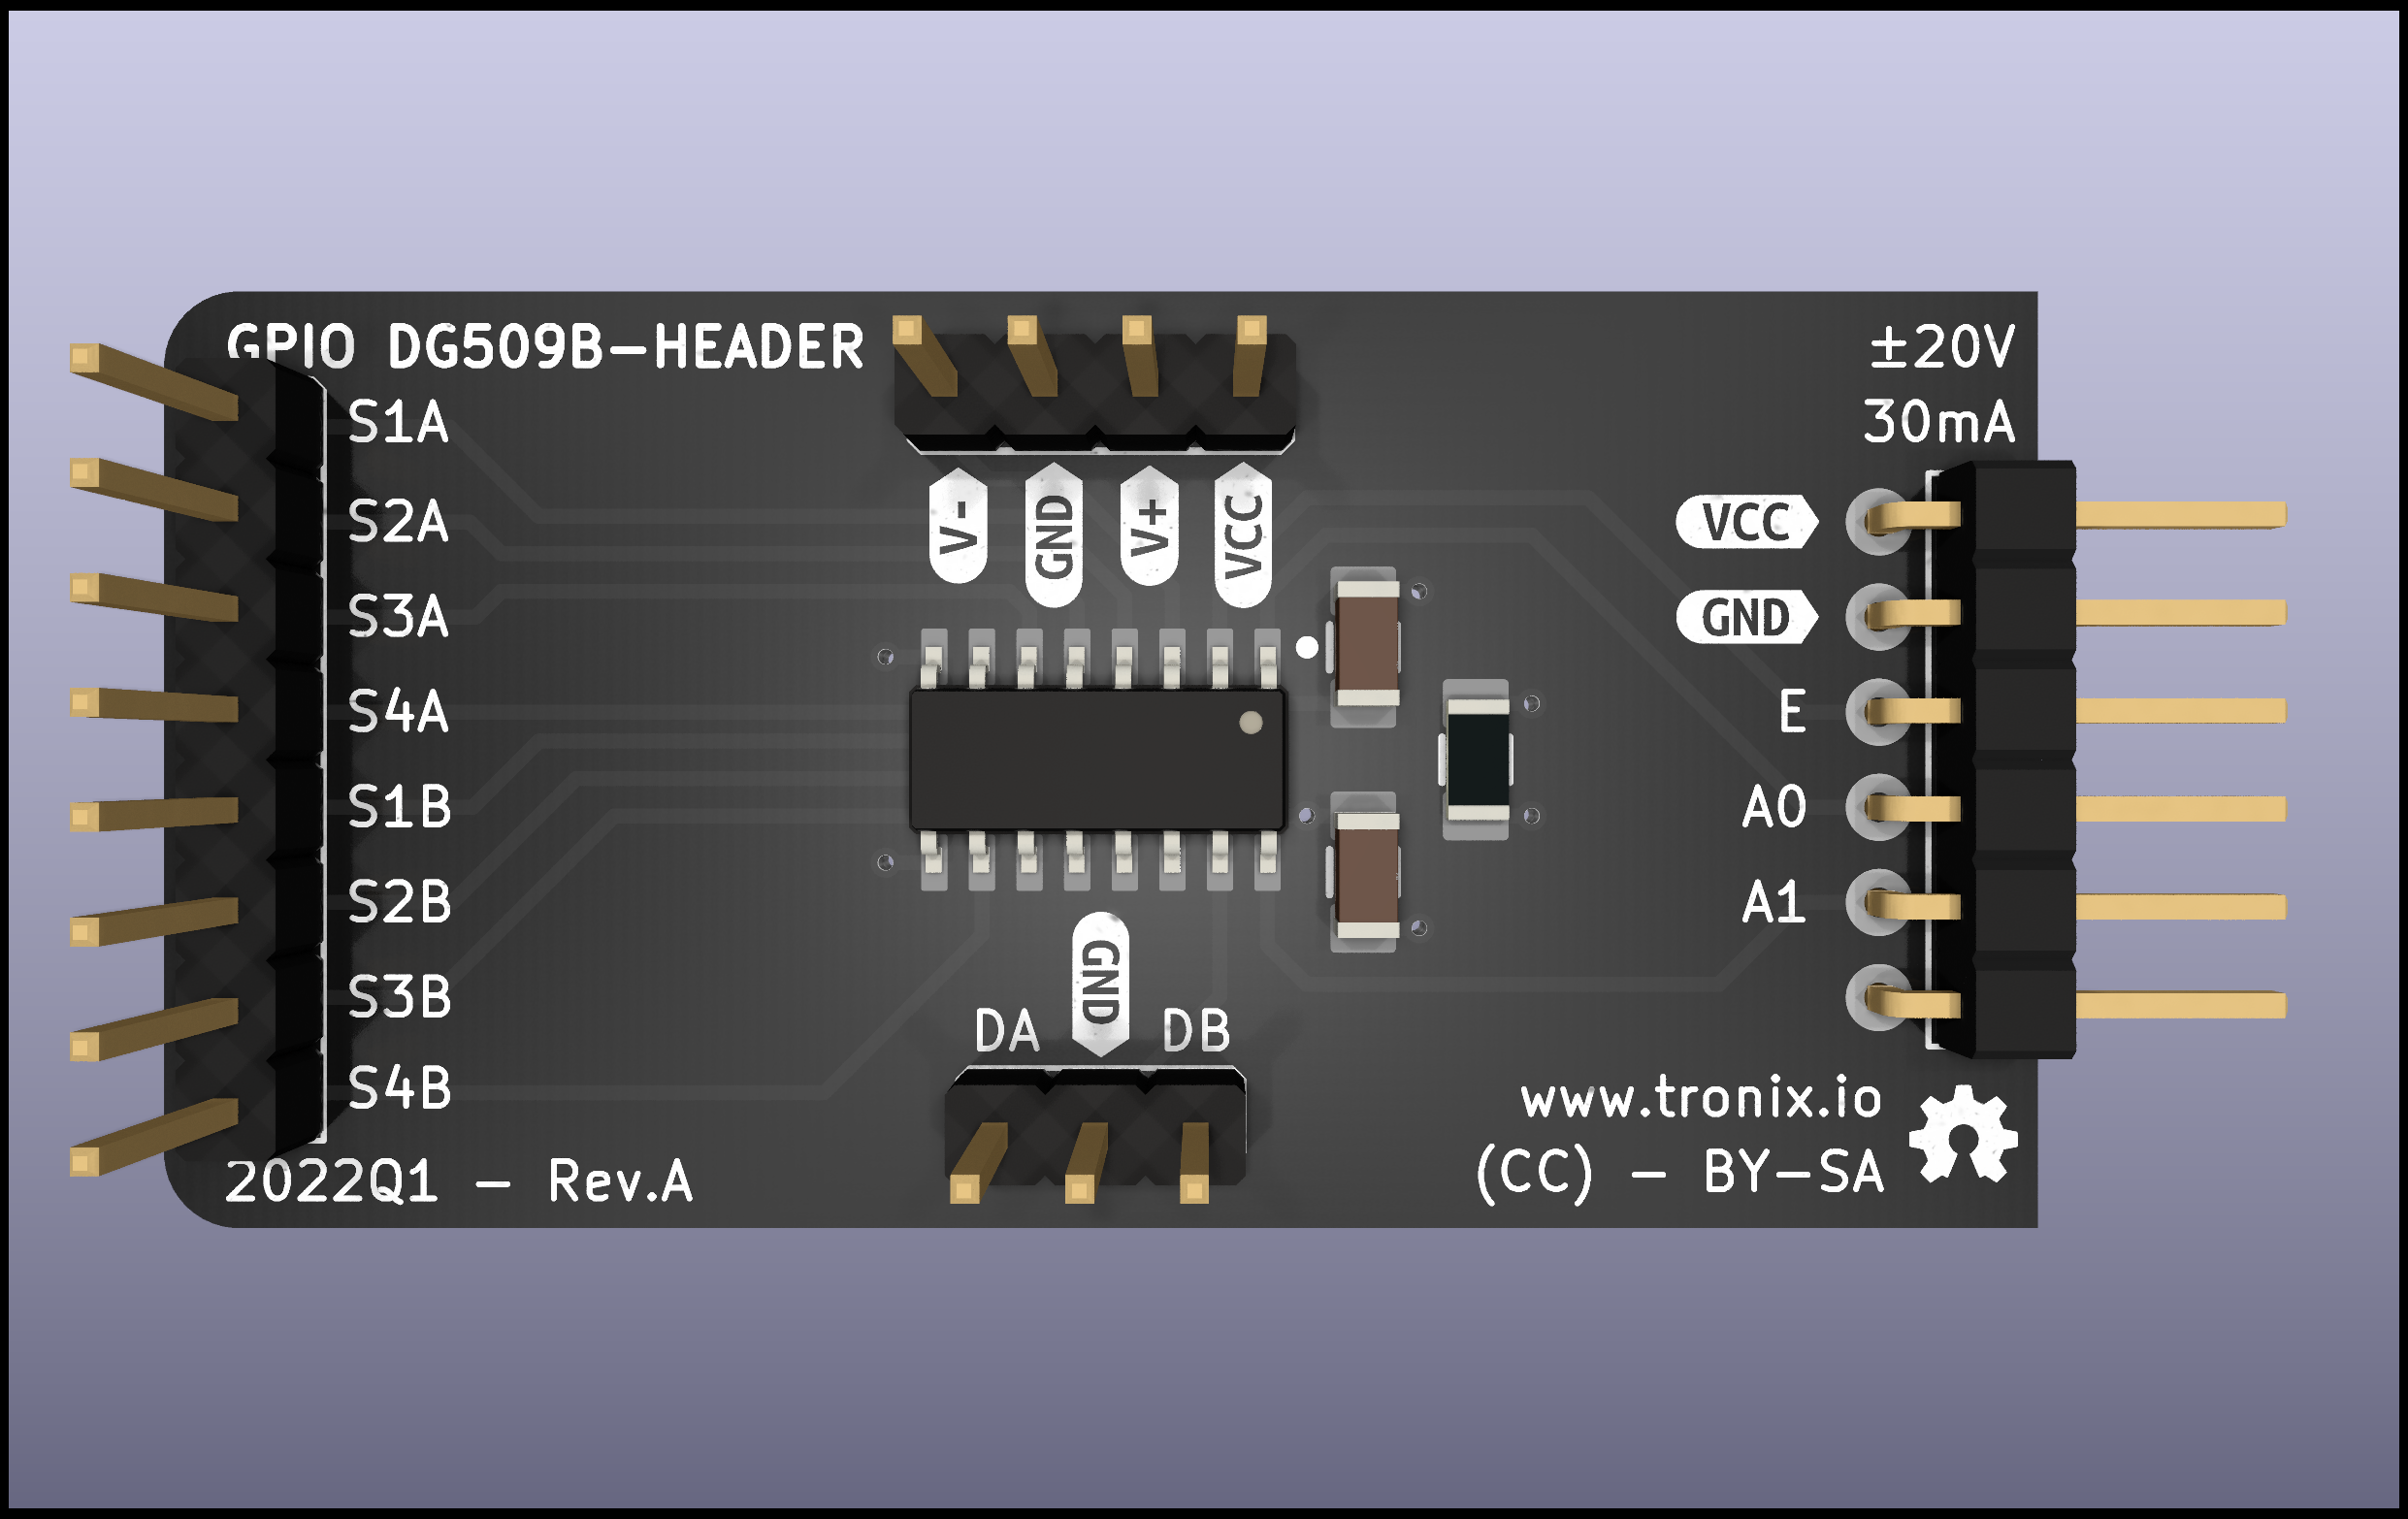 GPIO DG509B-HEADER
±20V
30mA
S1A
S2A
S3A
S4A
S1B
S2B
S3B
S4B
V-
GND
V+
VCC
VCC
GND
E
A0
A1
GND
DA
DB
www.tronix.io
(CC) - BY-SA
2022Q1 - Rev.A